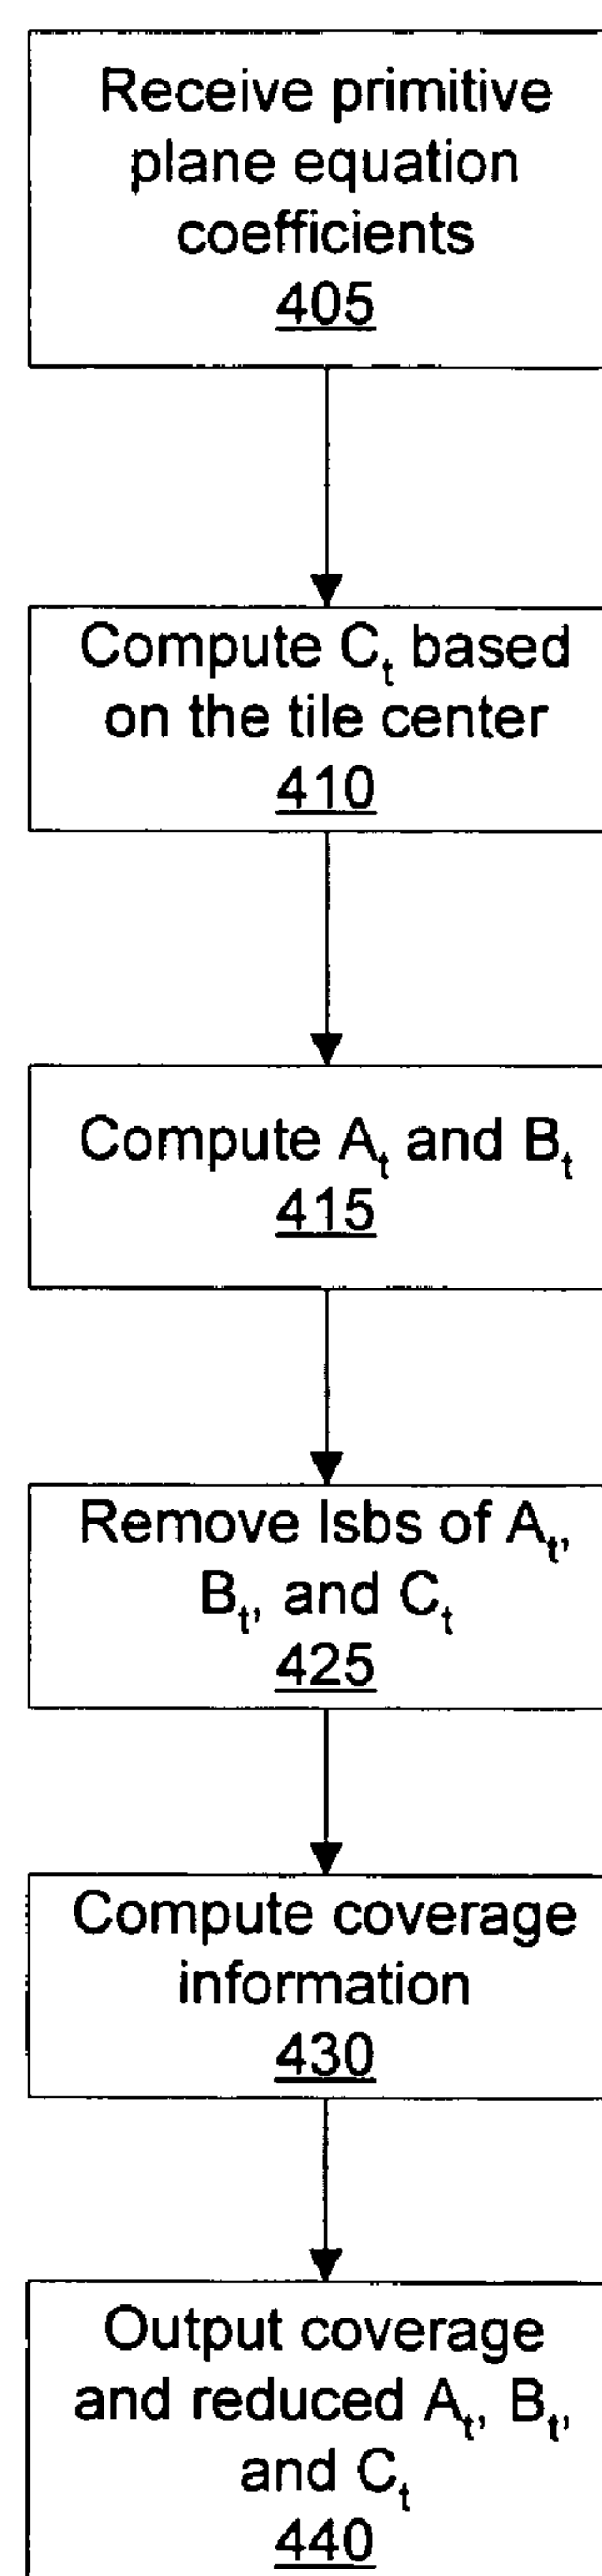 Receive primitive
plane equation
coefficients
405
Compute Ct based
on the tile center
410
Compute At and Bt
415
Remove lsbs of At,
Bt, and Ct
425
Compute coverage
information
430
Output coverage
and reduced At, Bt,
and Ct
440